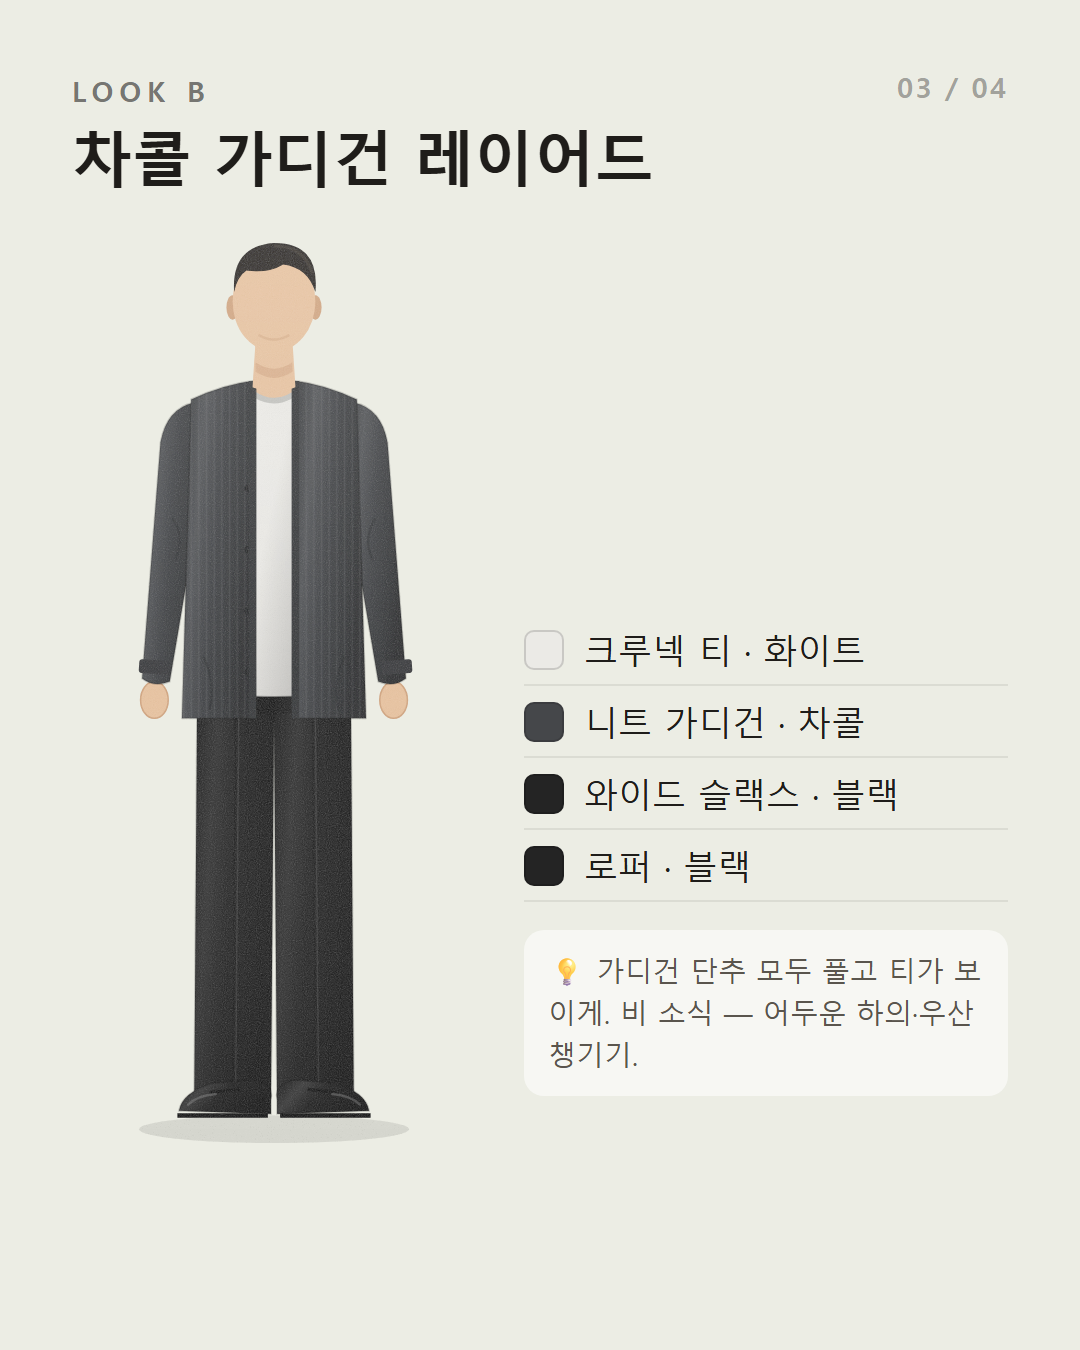 LOOK B
03 / 04
차콜 가디건 레이어드
크루넥 티 · 화이트
니트 가디건 · 차콜
와이드 슬랙스 · 블랙
로퍼 · 블랙
💡 가디건 단추 모두 풀고 티가 보
이게. 비 소식 — 어두운 하의·우산
챙기기.